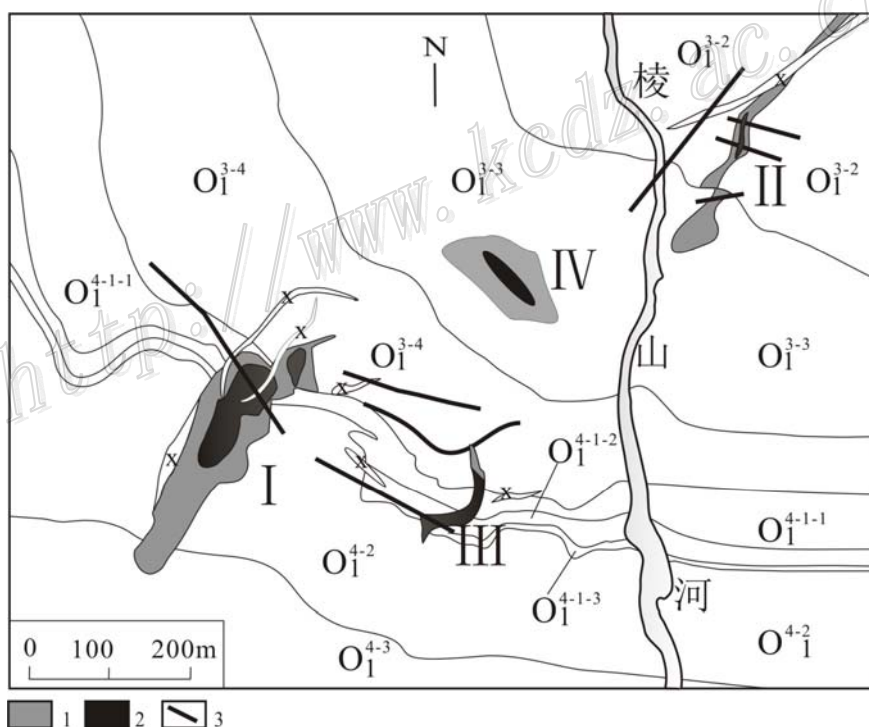 N
O₁³⁻²
棱
O₁³⁻⁴
O₁³⁻³
II
O₁³⁻²
IV
O₁⁴⁻¹⁻¹
x
x
O₁³⁻⁴
山
O₁³⁻³
x
x
x
I
x
x
O₁⁴⁻¹⁻²
O₁⁴⁻¹⁻¹
III
O₁⁴⁻²
O₁⁴⁻¹⁻³
河
O₁⁴⁻²
O₁⁴⁻³
0 100 200m
1 2 3
http://www.kcdz.ac.c